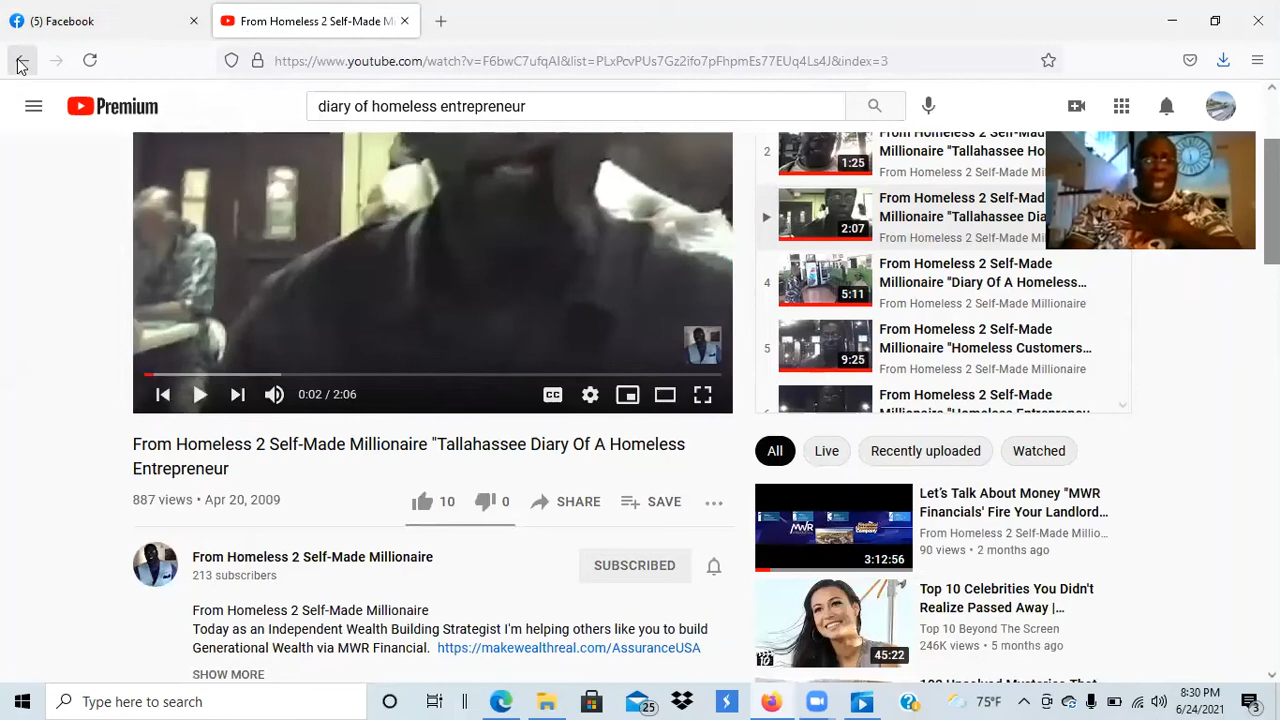 (5) Facebook
From Homeless 2 Self-Made M
https://www.youtube.com/watch?v=F6bwC7ufqAI&list=PLxPcvPUs7Gz2ifo7pFhpmEs77EUq4Ls4J&index=3
Premium
diary of homeless entrepreneur
2
1:25
From Homeless 2 Self-Made
Millionaire "Tallahassee Ho
From Homeless 2 Self-Made Mi
2:07
From Homeless 2 Self-Made
Millionaire "Tallahassee Dia
From Homeless 2 Self-Made Mi
4
5:11
From Homeless 2 Self-Made
Millionaire "Diary Of A Homeless…
From Homeless 2 Self-Made Millionaire
5
9:25
From Homeless 2 Self-Made
Millionaire "Homeless Customers…
From Homeless 2 Self-Made Millionaire
From Homeless 2 Self-Made
Millionaire "Homeless Entrepreneu
CC
0:02 / 2:06
From Homeless 2 Self-Made Millionaire "Tallahassee Diary Of A Homeless
Entrepreneur
887 views • Apr 20, 2009
10
0
SHARE
SAVE
From Homeless 2 Self-Made Millionaire
213 subscribers
SUBSCRIBED
From Homeless 2 Self-Made Millionaire
Today as an Independent Wealth Building Strategist I'm helping others like you to build
Generational Wealth via MWR Financial. https://makewealthreal.com/AssuranceUSA
SHOW MORE
All
Live
Recently uploaded
Watched
MWR
FINANCIAL
3:12:56
Let's Talk About Money "MWR
Financials' Fire Your Landlord…
From Homeless 2 Self-Made Millio…
90 views • 2 months ago
10
45:22
Top 10 Celebrities You Didn't
Realize Passed Away |…
Top 10 Beyond The Screen
246K views • 5 months ago
Type here to search
25
75°F
8:30 PM
6/24/2021
3